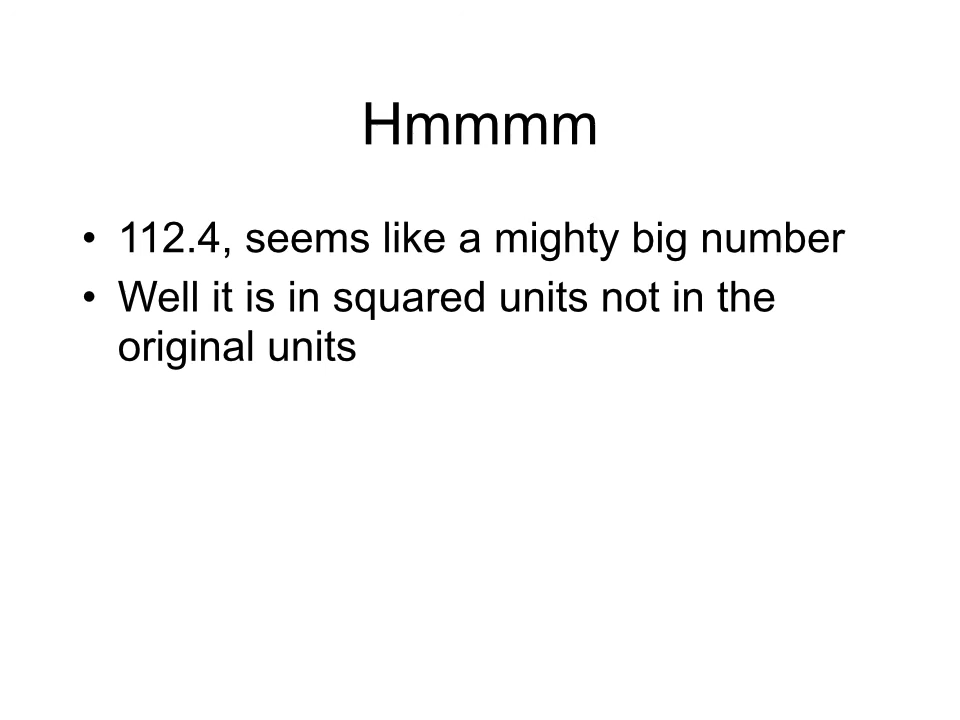 Hmmmm
• 112.4, seems like a mighty big number
• Well it is in squared units not in the
original units